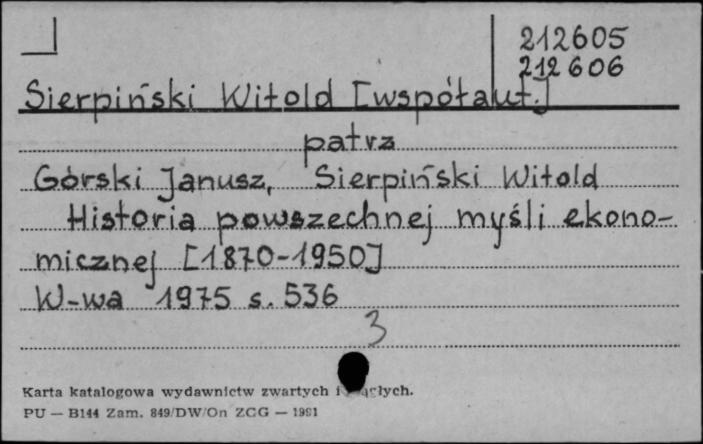 212605
212606
Sierpiński Witold [współaut.]
patrz
Górski Janusz, Sierpiński Witold
Historia powszechnej myśli ekono-
micznej [1870-1950]
W-wa 1975 s. 536
3
Karta katalogowa wydawnictw zwartych i
PU — B144 Zam. 849/DW/On ZCG — 1981